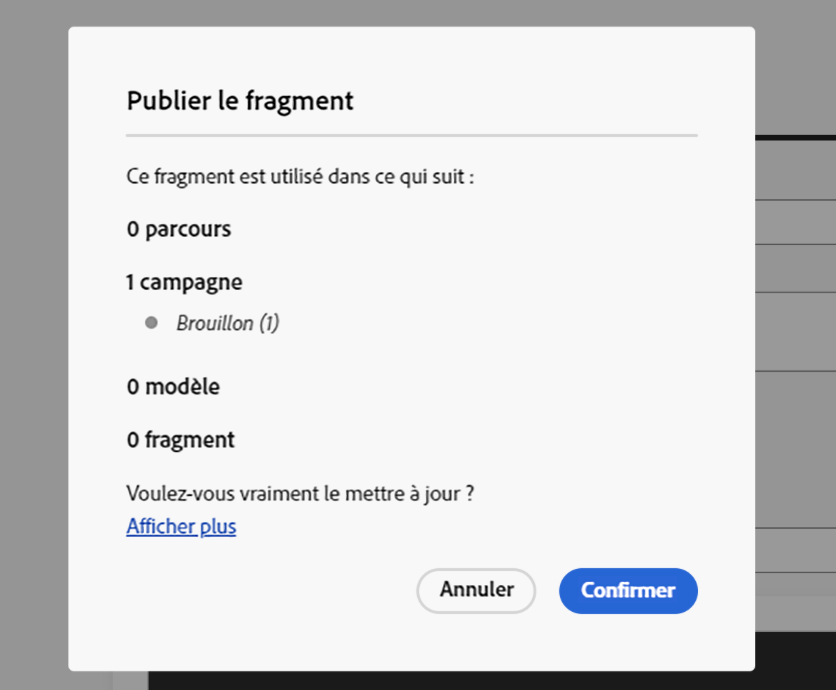 Publier le fragment
Ce fragment est utilisé dans ce qui suit :
0 parcours
1 campagne
Brouillon (1)
0 modèle
0 fragment
Voulez-vous vraiment le mettre à jour ?
Afficher plus
Annuler
Confirmer